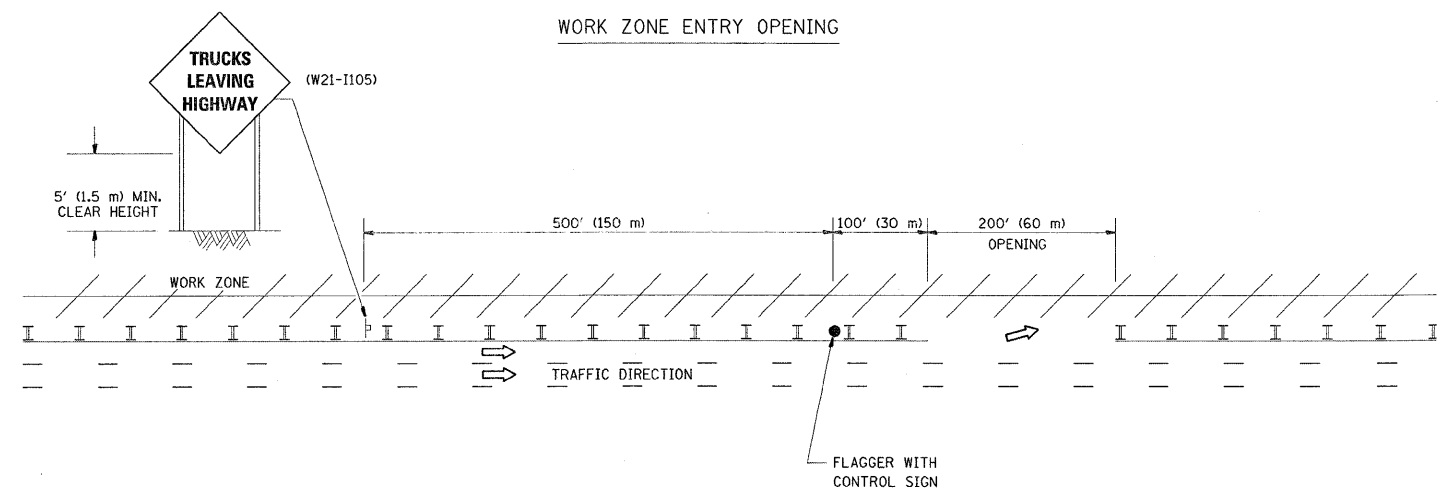 WORK ZONE ENTRY OPENING
TRUCKS
LEAVING
HIGHWAY
(W21-I105)
5' (1.5 m) MIN.
CLEAR HEIGHT
500' (150 m)
100' (30 m)
200' (60 m)
OPENING
WORK ZONE
TRAFFIC DIRECTION
FLAGGER WITH
CONTROL SIGN